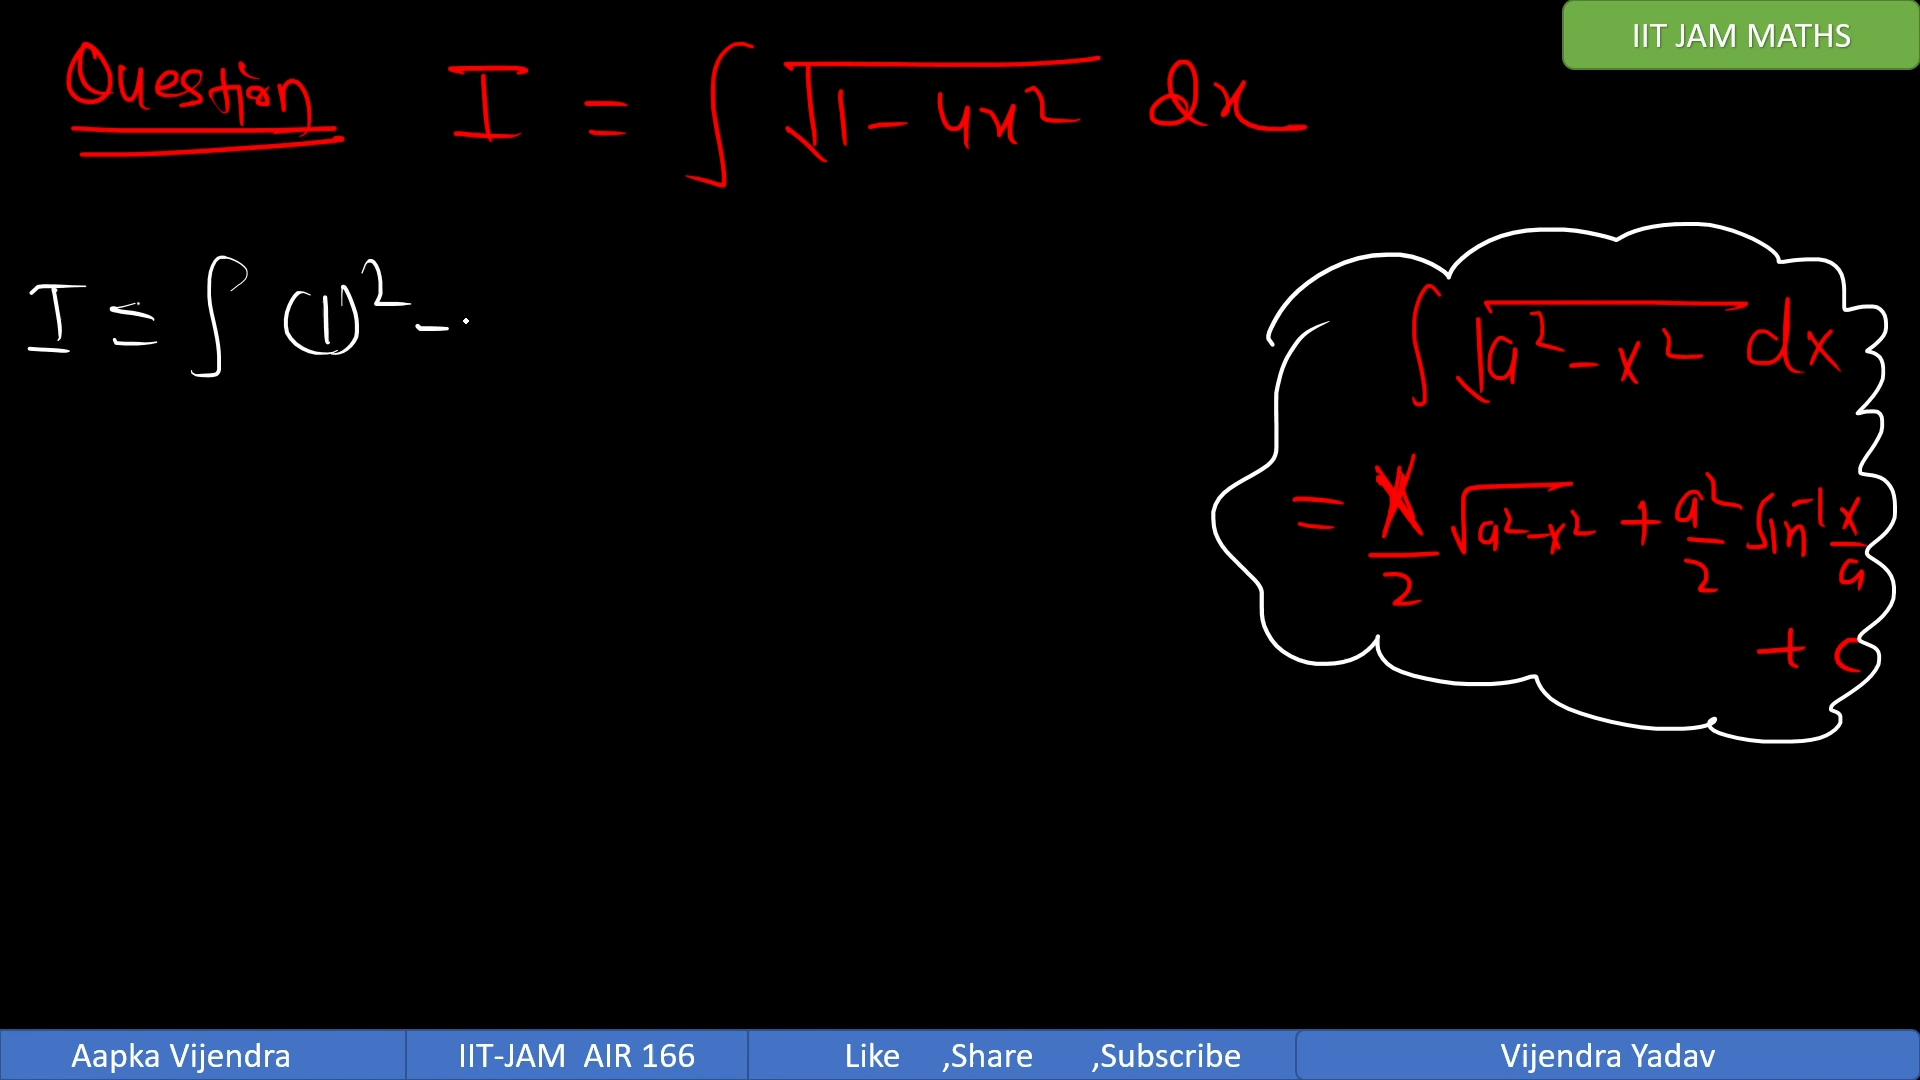 IIT JAM MATHS
Question I = ∫ √1 - 4x² dx
I = ∫ (1)² -
∫ √a² - x² dx
= x/2 √a²-x² + a²/2 sin⁻¹ x/a
+ c
Aapka Vijendra IIT-JAM AIR 166 Like ,Share ,Subscribe Vijendra Yadav